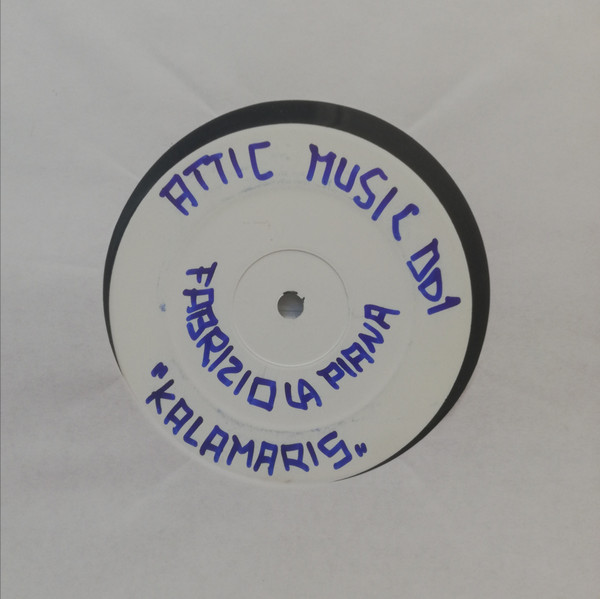 ATTIC MUSIC 001
FABRIZIO LA PIANA
"KALAMARIS"